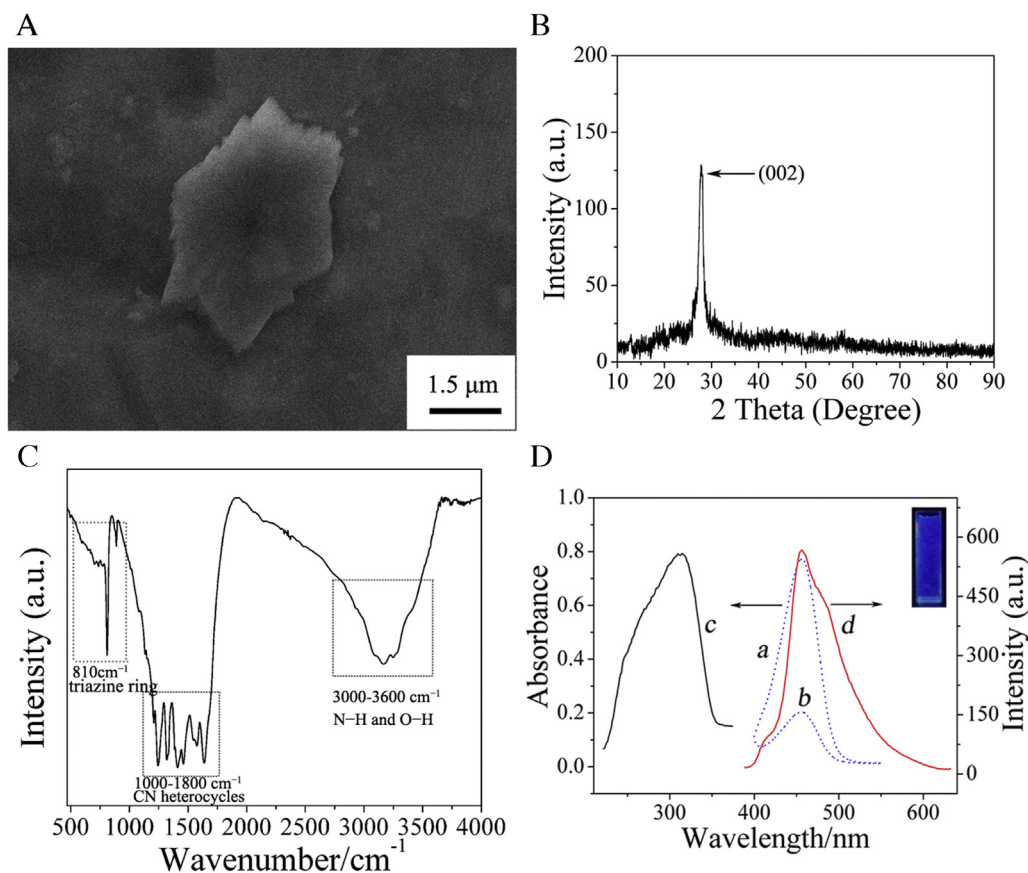 A
1.5 μm
B
200
150
100
50
0
Intensity (a.u.)
(002)
10 20 30 40 50 60 70 80 90
2 Theta (Degree)
C
Intensity (a.u.)
810cm⁻¹
triazine ring
1000-1800 cm⁻¹
CN heterocycles
3000-3600 cm⁻¹
N−H and O−H
500 1000 1500 2000 2500 3000 3500 4000
Wavenumber/cm⁻¹
D
1.0
0.8
0.6
0.4
0.2
0.0
Absorbance
c
a
b
d
600
450
300
150
0
Intensity (a.u.)
300 400 500 600
Wavelength/nm